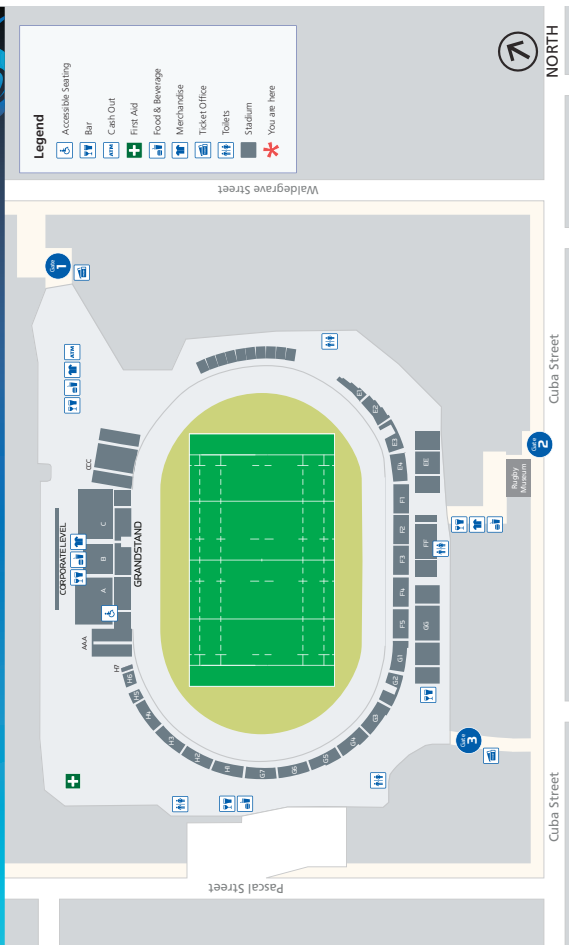 Legend
Accessible Seating
Bar
ATM
Cash Out
First Aid
Food & Beverage
Merchandise
Ticket Office
Toilets
Stadium
You are here
NORTH
Waldegrave Street
Gate
1
ATM
CCC
CORPORATE LEVEL
C
B
A
GRANDSTAND
AAA
H7
H6
H5
H4
H3
H2
H1
G7
G6
G5
G4
G3
G2
G1
F5
F4
F3
F2
F1
E4
E3
E2
E1
EE
FF
GG
Rugby
Museum
Gate
2
Gate
3
Cuba Street
Cuba Street
Pascal Street